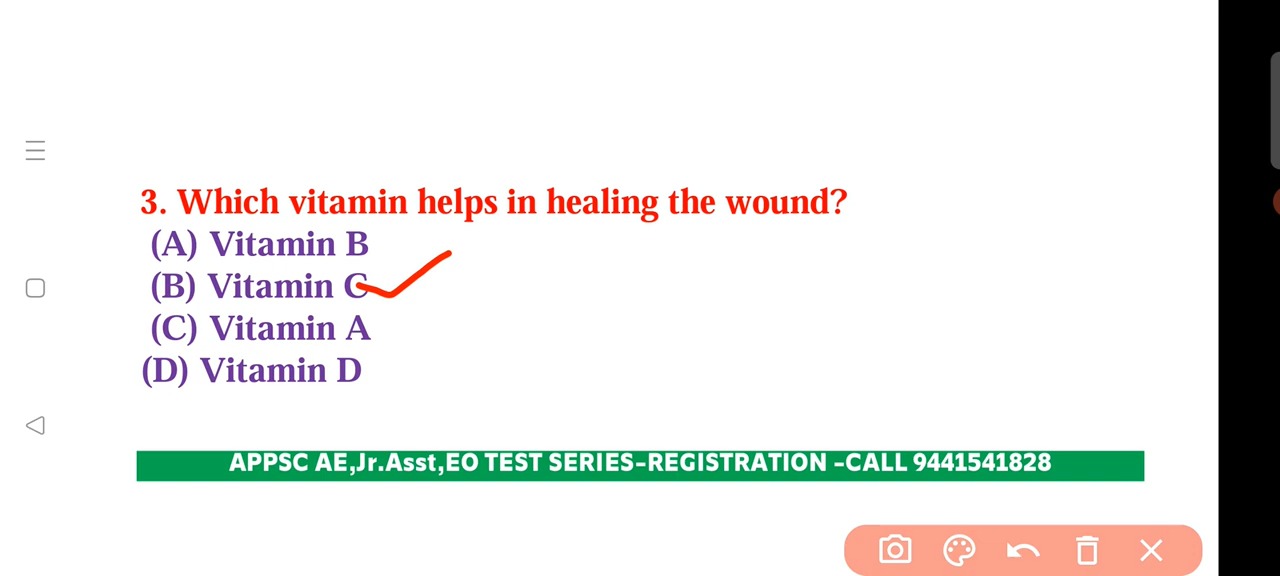 3. Which vitamin helps in healing the wound?
(A) Vitamin B
(B) Vitamin C
(C) Vitamin A
(D) Vitamin D
APPSC AE,Jr.Asst,EO TEST SERIES-REGISTRATION -CALL 9441541828